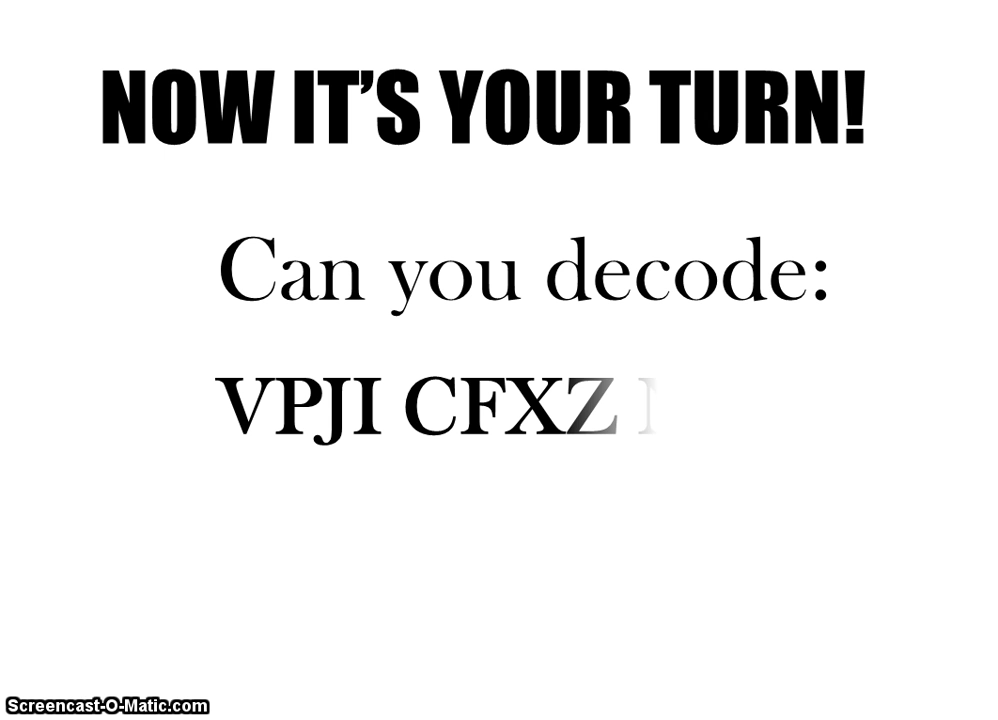 NOW IT'S YOUR TURN!
Can you decode:
VPJI CFXZ
Screencast-O-Matic.com